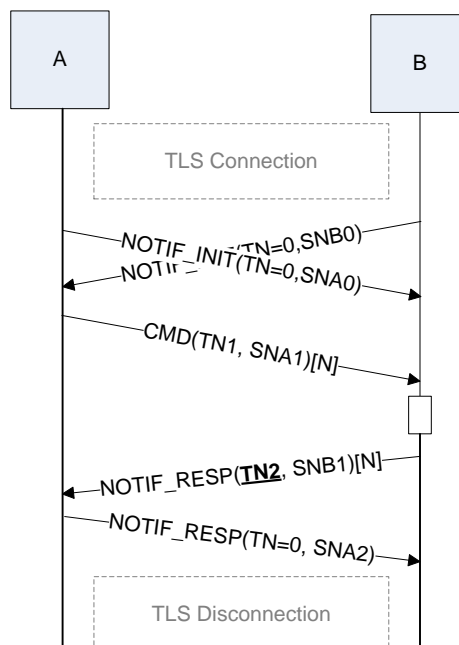 A
B
TLS Connection
NOTIF_INIT(TN=0,SNA0)
(TN=0,SNB0)
CMD(TN1, SNA1)[N]
NOTIF_RESP(TN2, SNB1)[N]
NOTIF_RESP(TN=0, SNA2)
TLS Disconnection